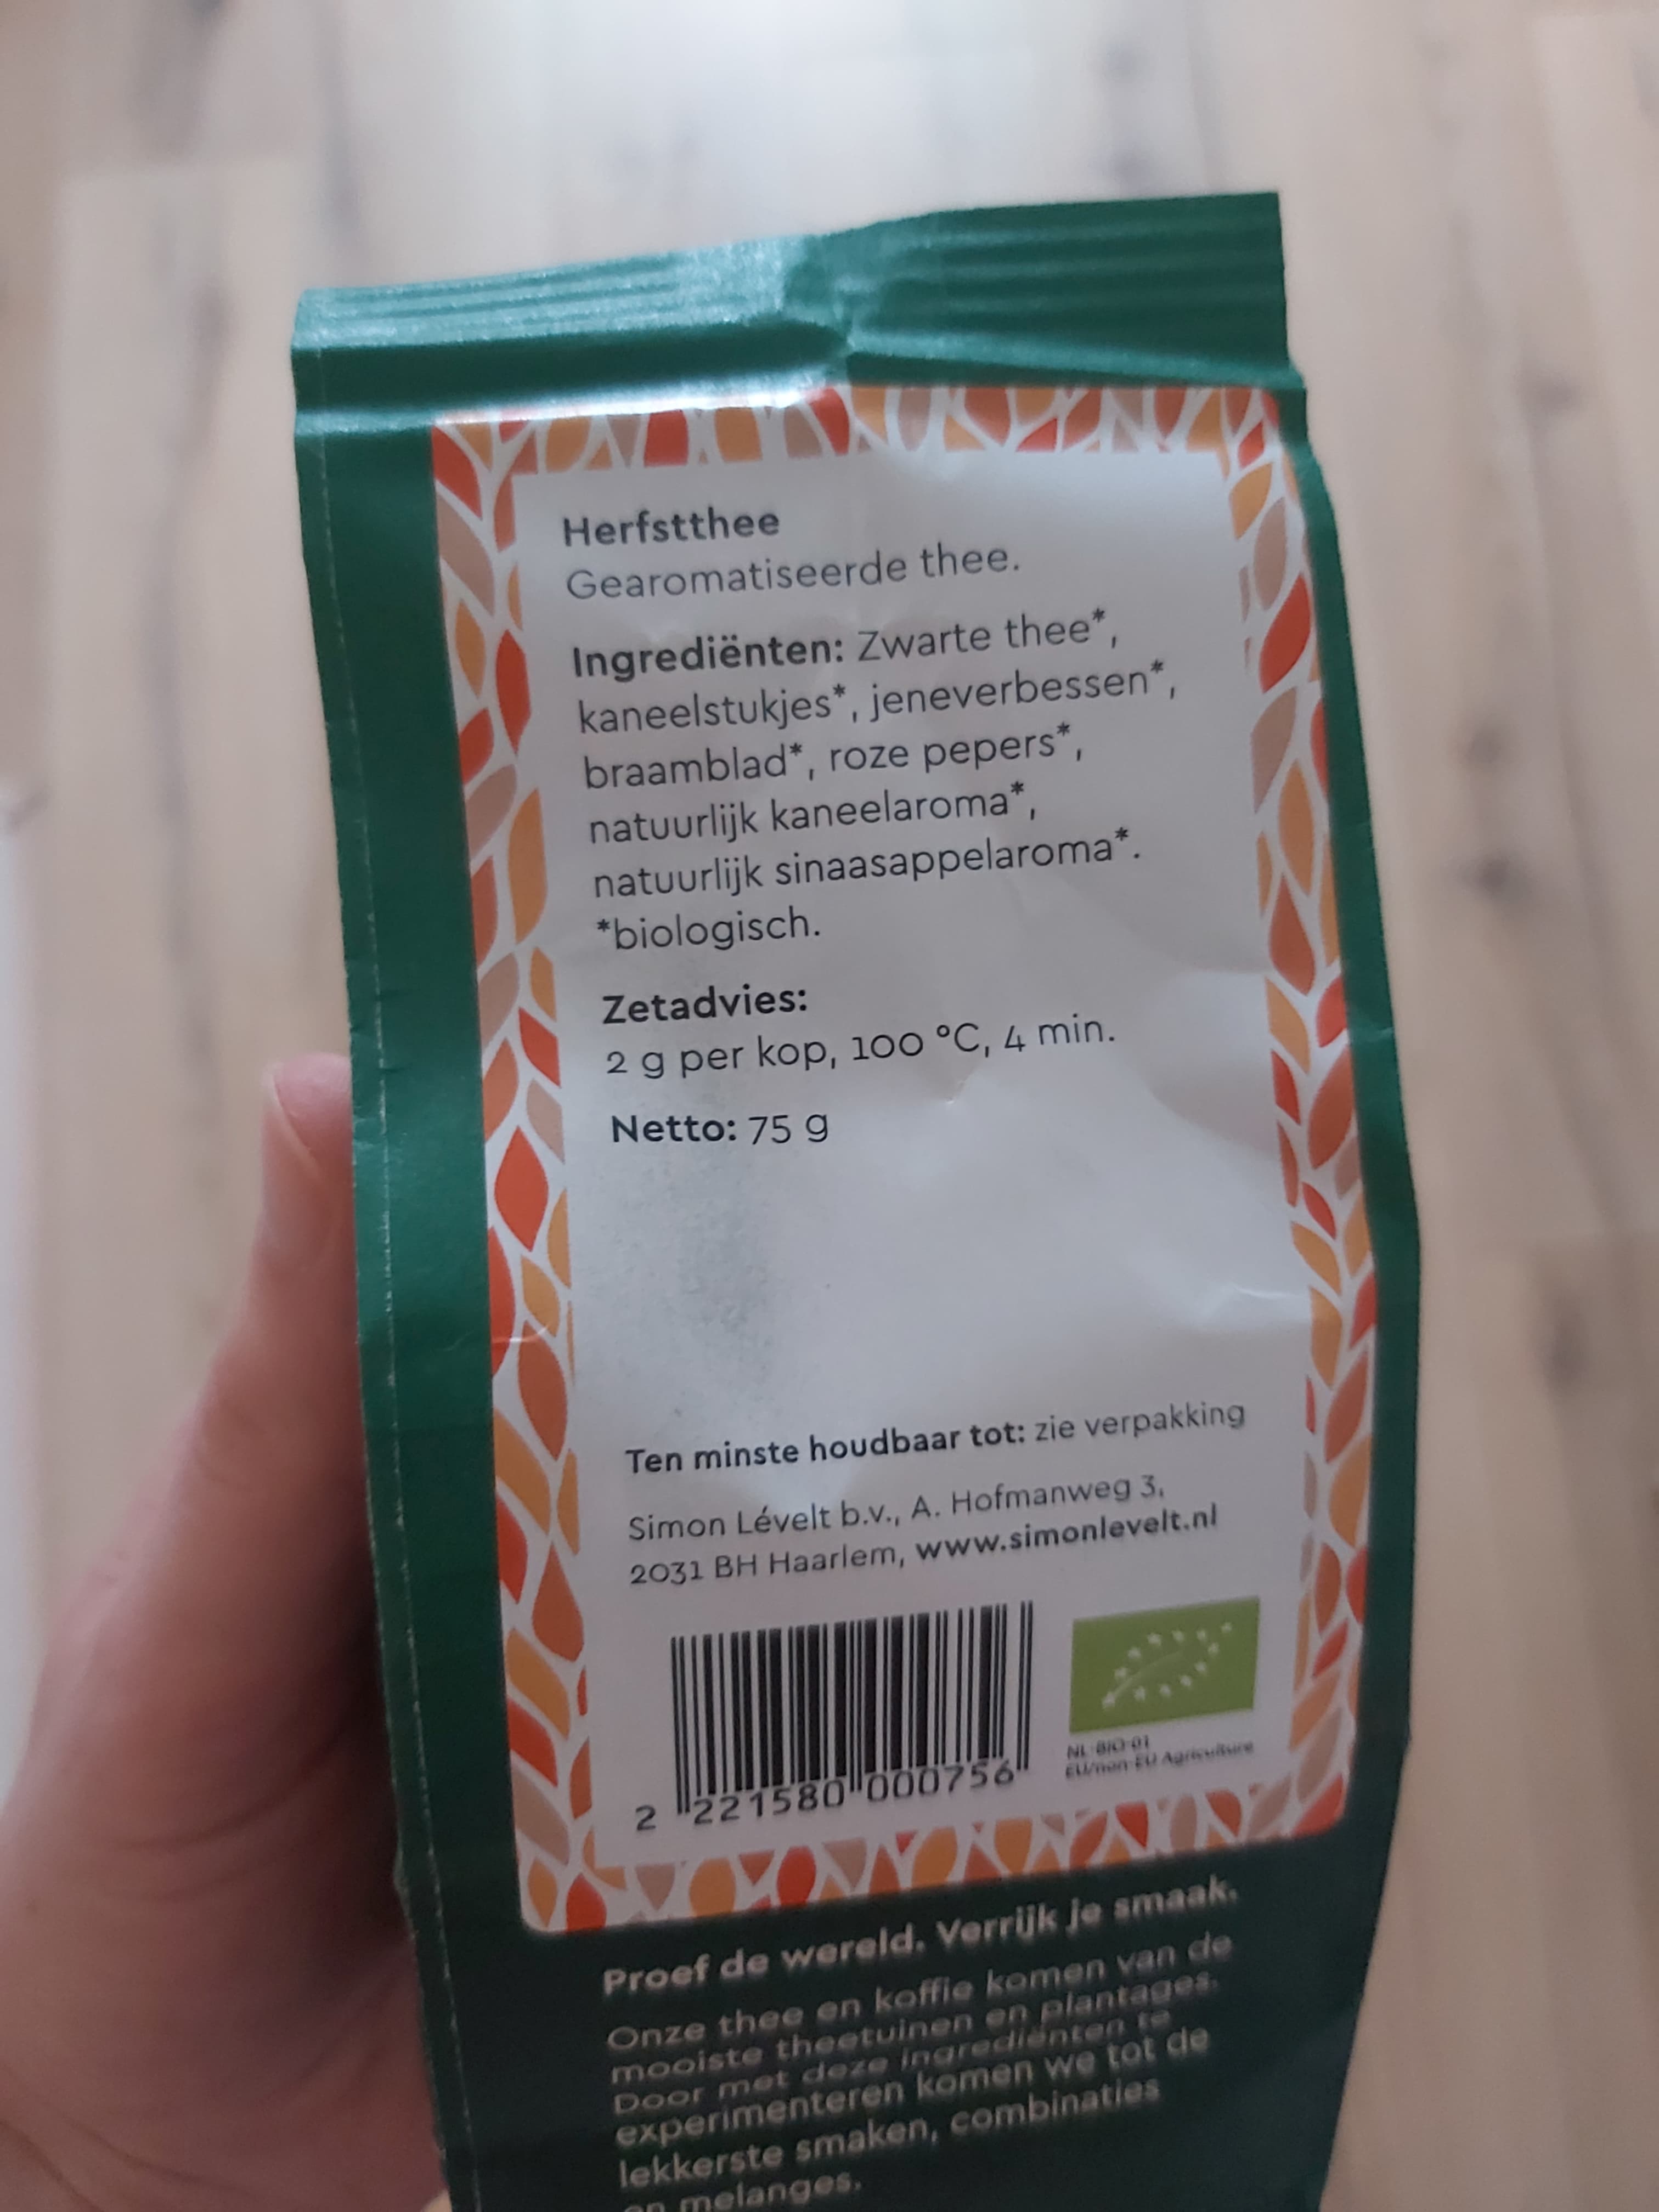 Herfstthee
Gearomatiseerde thee.
Ingrediënten: Zwarte thee*,
kaneelstukjes*, jeneverbessen*,
braamblad*, roze pepers*,
natuurlijk kaneelaroma*,
natuurlijk sinaasappelaroma*.
*biologisch.
Zetadvies:
2 g per kop, 100 °C, 4 min.
Netto: 75 g
Ten minste houdbaar tot: zie verpakking
Simon Lévelt b.v., A. Hofmanweg 3,
2031 BH Haarlem, www.simonlevelt.nl
2 221580 000756
NL-BIO-01
EU/non-EU Agriculture
Proef de wereld. Verrijk je smaak.
Onze thee en koffie komen van de
mooiste theetuinen en plantages.
Door met deze ingrediënten te
experimenteren komen we tot de
lekkerste smaken, combinaties
en melanges.